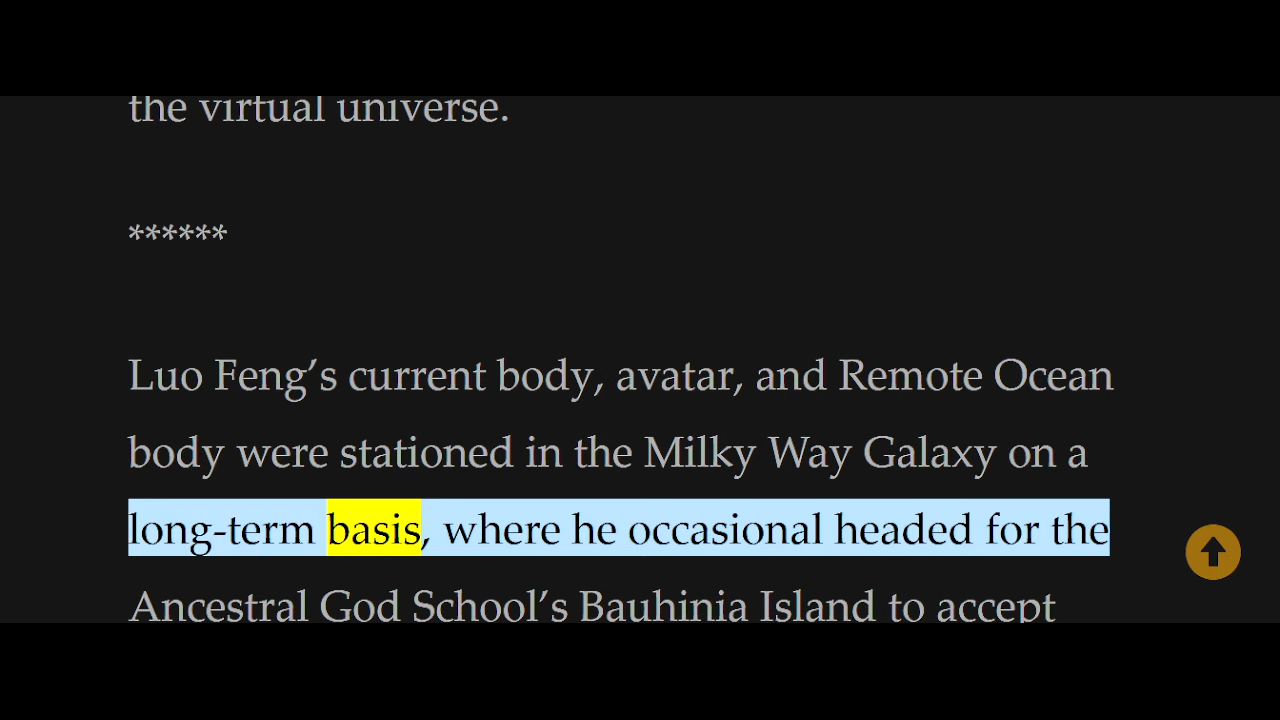 the virtual universe.
******
Luo Feng’s current body, avatar, and Remote Ocean
body were stationed in the Milky Way Galaxy on a
long-term basis, where he occasional headed for the
Ancestral God School’s Bauhinia Island to accept